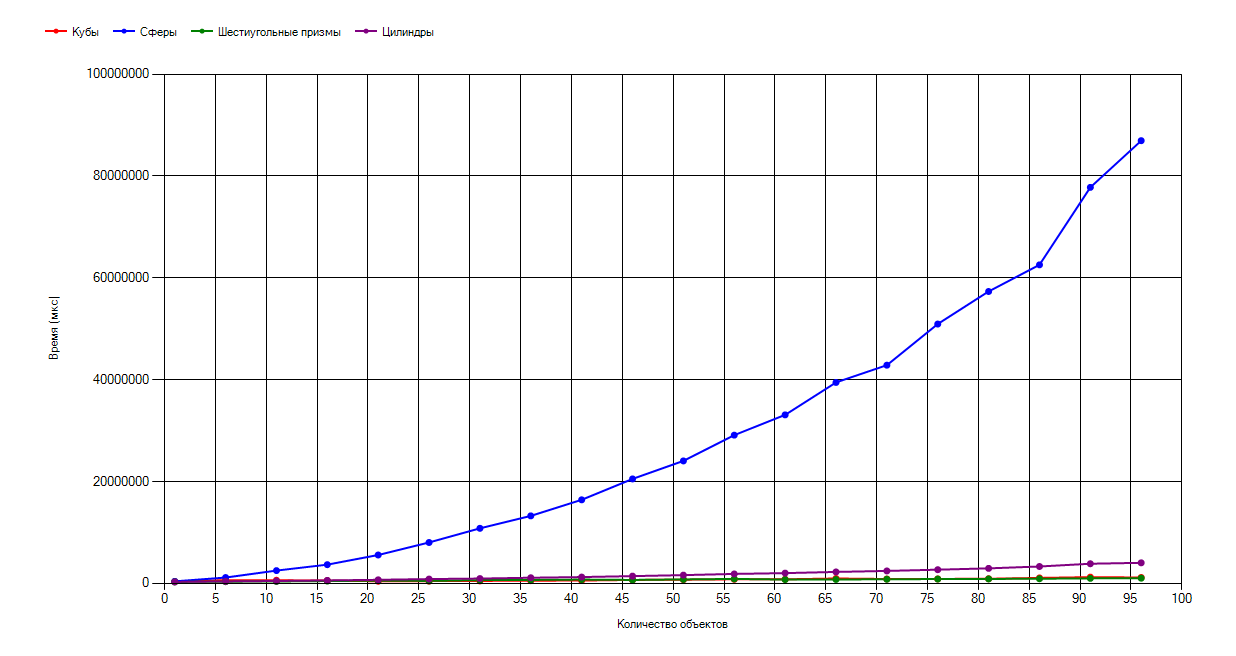 Кубы Сферы Шестиугольные призмы Цилиндры
100000000
80000000
60000000
40000000
20000000
0
Время [мкс]
0 5 10 15 20 25 30 35 40 45 50 55 60 65 70 75 80 85 90 95 100
Количество объектов